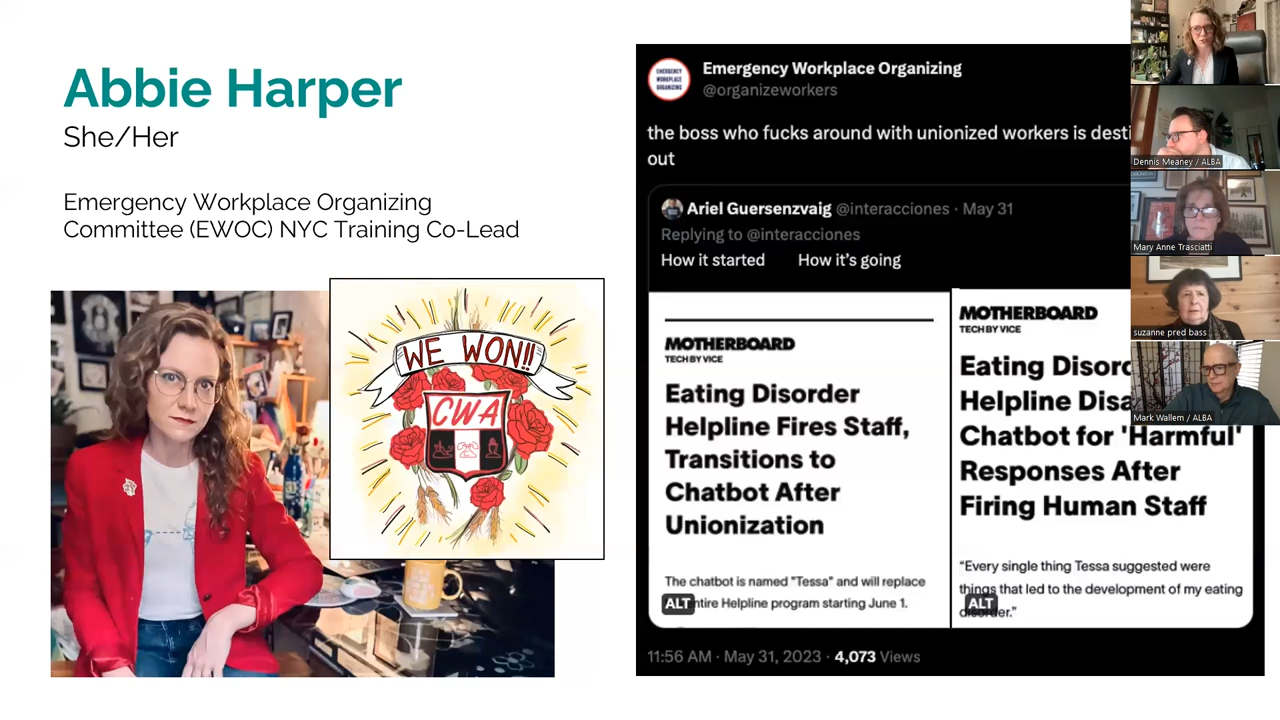 Abbie Harper
She/Her
Emergency Workplace Organizing
Committee (EWOC) NYC Training Co-Lead
WE WON!!
CWA
EMERGENCY
WORKPLACE
ORGANIZING
Emergency Workplace Organizing
@organizeworkers
the boss who fucks around with unionized workers is
out
Ariel Guersenzvaig @interacciones · May 31
Replying to @interacciones
How it started How it's going
MOTHERBOARD
TECH BY VICE
Eating Disorder
Helpline Fires Staff,
Transitions to
Chatbot After
Unionization
The chatbot is named "Tessa" and will replace
ntire Helpline program starting June 1.
ALT
MOTHERBOARD
TECH BY VICE
Eating Disord
Helpline Disa
Chatbot for 'Harmful'
Responses After
Firing Human Staff
“Every single thing Tessa suggested were
things that led to the development of my eating
disorder.”
ALT
11:56 AM · May 31, 2023 · 4,073 Views
Dennis Meaney / ALBA
Mary Anne Trasciatti
suzanne pred bass
Mark Wallem / ALBA